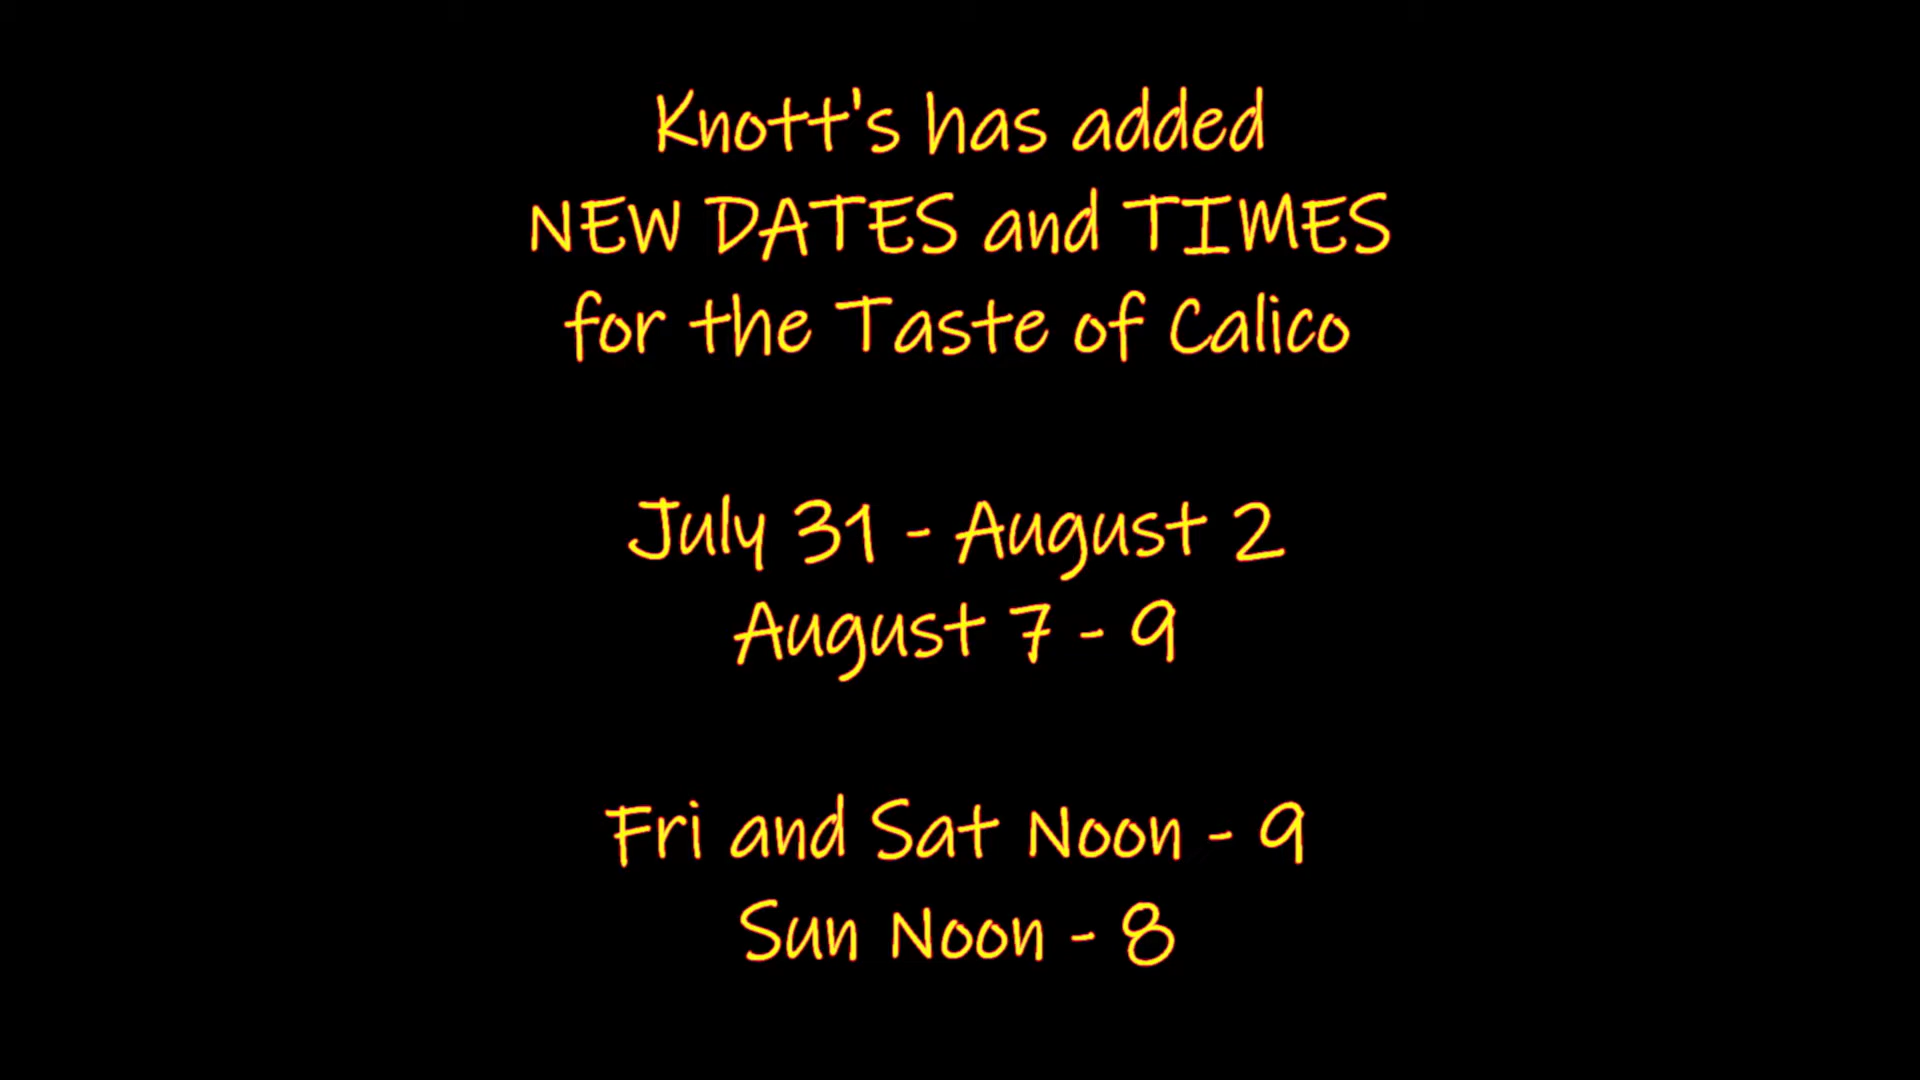 Knott's has added
NEW DATES and TIMES
for the Taste of Calico
July 31 - August 2
August 7 - 9
Fri and Sat Noon - 9
Sun Noon - 8